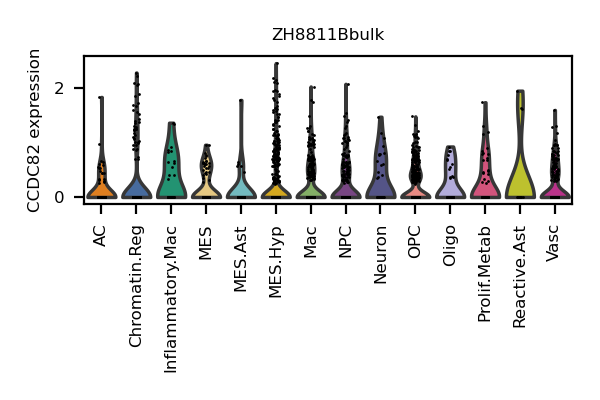 ZH8811Bbulk
CCDC82 expression
2
0
AC
Chromatin.Reg
Inflammatory.Mac
MES
MES.Ast
MES.Hyp
Mac
NPC
Neuron
OPC
Oligo
Prolif.Metab
Reactive.Ast
Vasc